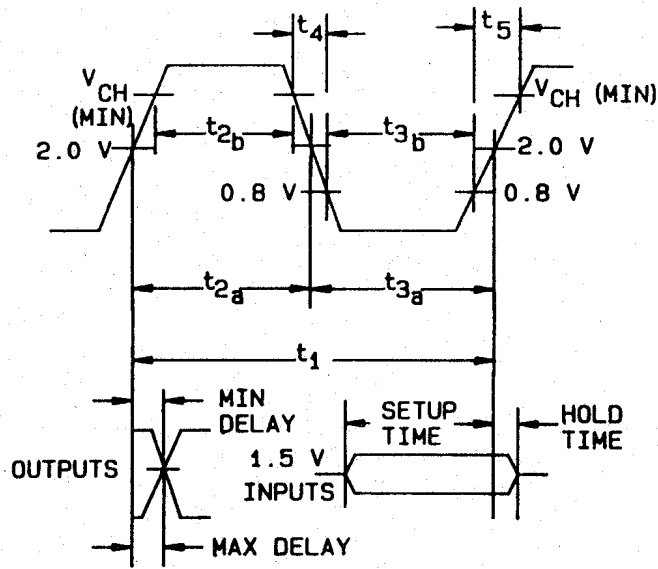 t4
t5
VCH
(MIN)
VCH (MIN)
t2b
t3b
2.0 V
2.0 V
0.8 V
0.8 V
t2a
t3a
t1
MIN
DELAY
SETUP
TIME
HOLD
TIME
OUTPUTS
1.5 V
INPUTS
MAX DELAY